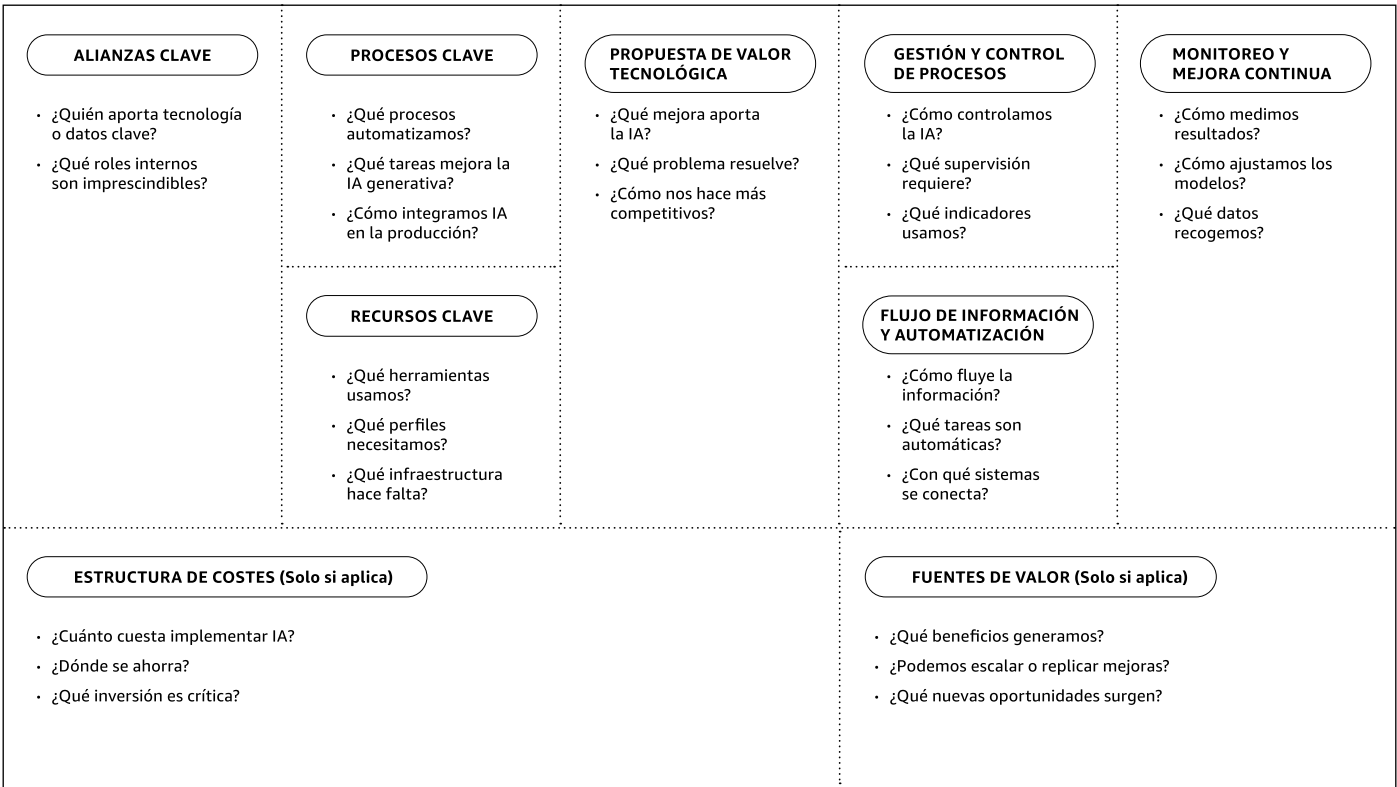 ALIANZAS CLAVE
• ¿Quién aporta tecnología
o datos clave?
• ¿Qué roles internos
son imprescindibles?
PROCESOS CLAVE
• ¿Qué procesos
automatizamos?
• ¿Qué tareas mejora la
IA generativa?
• ¿Cómo integramos IA
en la producción?
RECURSOS CLAVE
• ¿Qué herramientas
usamos?
• ¿Qué perfiles
necesitamos?
• ¿Qué infraestructura
hace falta?
PROPUESTA DE VALOR
TECNOLÓGICA
• ¿Qué mejora aporta
la IA?
• ¿Qué problema resuelve?
• ¿Cómo nos hace más
competitivos?
GESTIÓN Y CONTROL
DE PROCESOS
• ¿Cómo controlamos
la IA?
• ¿Qué supervisión
requiere?
• ¿Qué indicadores
usamos?
FLUJO DE INFORMACIÓN
Y AUTOMATIZACIÓN
• ¿Cómo fluye la
información?
• ¿Qué tareas son
automáticas?
• ¿Con qué sistemas
se conecta?
MONITOREO Y
MEJORA CONTINUA
• ¿Cómo medimos
resultados?
• ¿Cómo ajustamos los
modelos?
• ¿Qué datos
recogemos?
ESTRUCTURA DE COSTES (Solo si aplica)
• ¿Cuánto cuesta implementar IA?
• ¿Dónde se ahorra?
• ¿Qué inversión es crítica?
FUENTES DE VALOR (Solo si aplica)
• ¿Qué beneficios generamos?
• ¿Podemos escalar o replicar mejoras?
• ¿Qué nuevas oportunidades surgen?